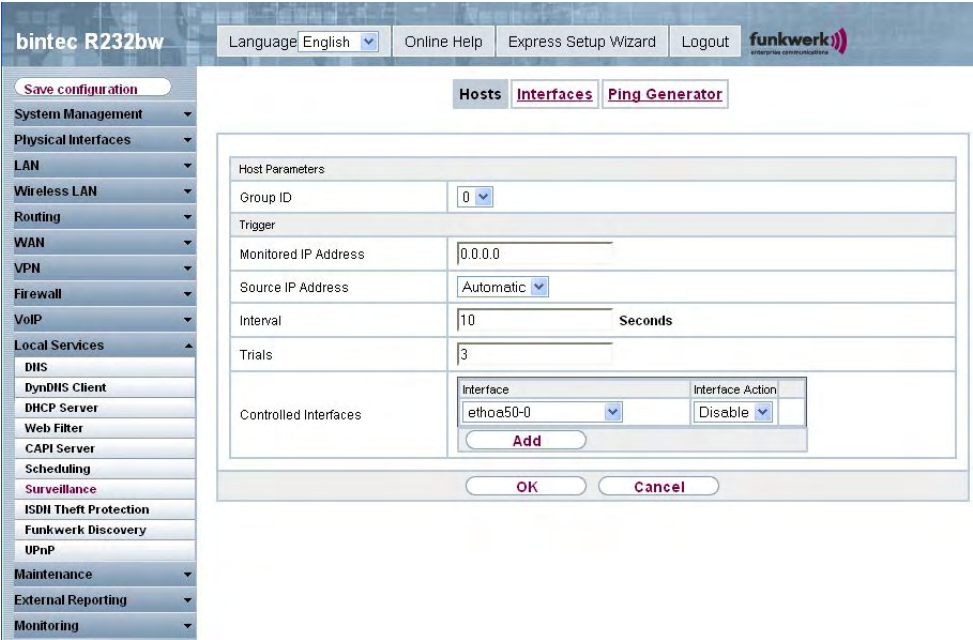 bintec R232bw
Language English
Online Help
Express Setup Wizard
Logout
funkwerk
enterprise communications
Save configuration
System Management
Physical Interfaces
LAN
Wireless LAN
Routing
WAN
VPN
Firewall
VoIP
Local Services
DNS
DynDNS Client
DHCP Server
Web Filter
CAPI Server
Scheduling
Surveillance
ISDN Theft Protection
Funkwerk Discovery
UPnP
Maintenance
External Reporting
Monitoring
Hosts Interfaces Ping Generator
Host Parameters
Group ID 0
Trigger
Monitored IP Address 0.0.0.0
Source IP Address Automatic
Interval 10 Seconds
Trials 3
Controlled Interfaces
Interface Interface Action
ethoa50-0 Disable
Add
OK Cancel